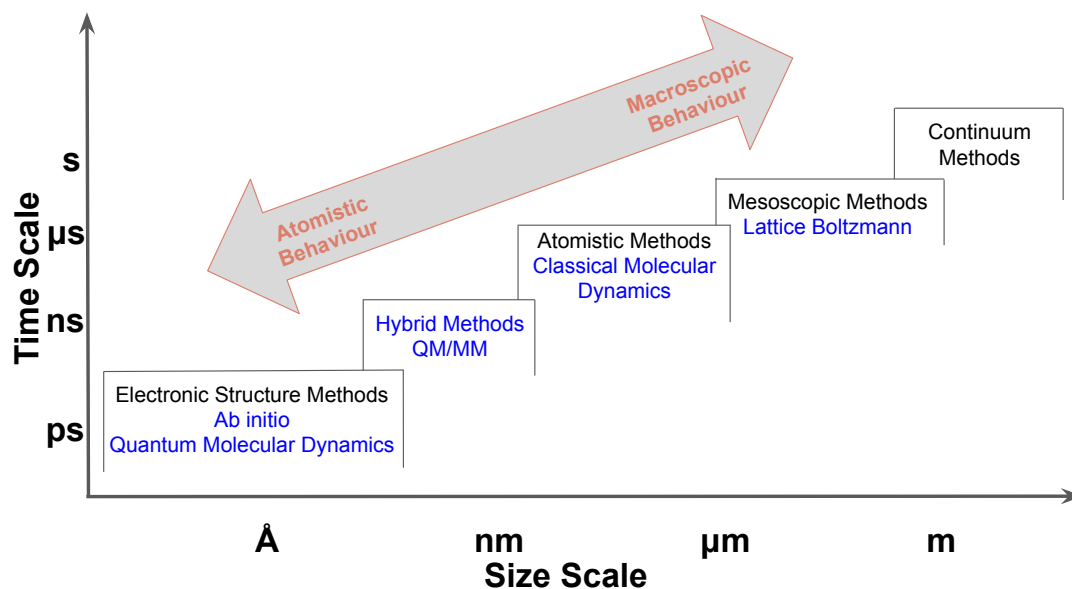 Time Scale
s
µs
ns
ps
Macroscopic
Behaviour
Atomistic
Behaviour
Continuum
Methods
Mesoscopic Methods
Lattice Boltzmann
Atomistic Methods
Classical Molecular
Dynamics
Hybrid Methods
QM/MM
Electronic Structure Methods
Ab initio
Quantum Molecular Dynamics
Å
nm
µm
m
Size Scale